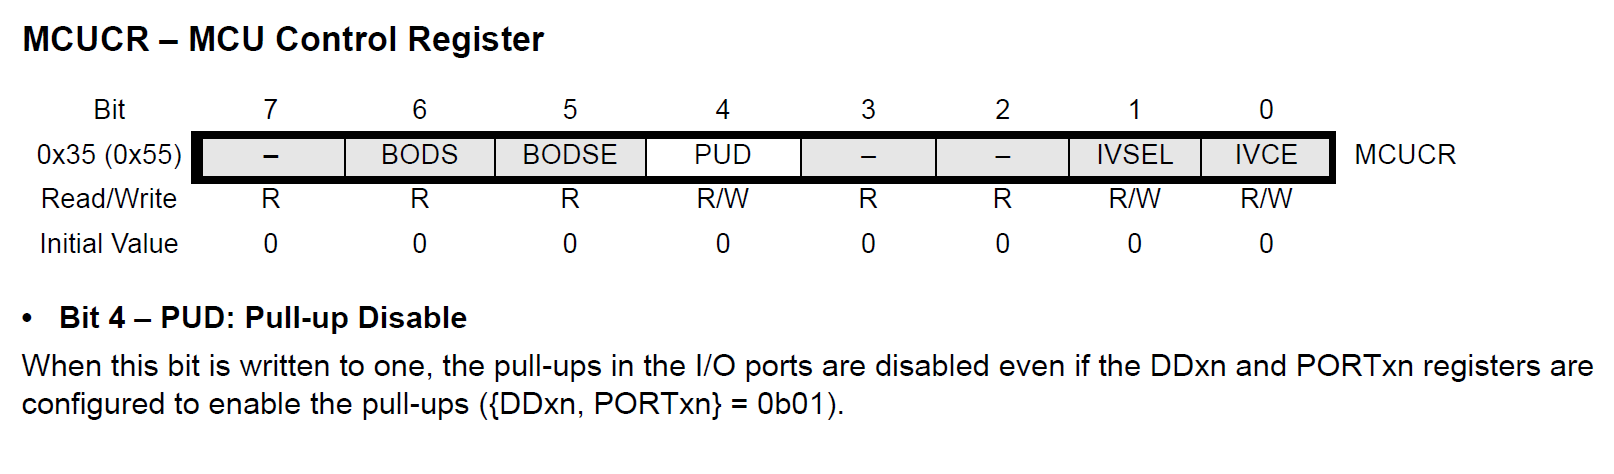 MCUCR – MCU Control Register
Bit 7 6 5 4 3 2 1 0
0x35 (0x55) – BODS BODSE PUD – – IVSEL IVCE MCUCR
Read/Write R R R R/W R R R/W R/W
Initial Value 0 0 0 0 0 0 0 0
• Bit 4 – PUD: Pull-up Disable
When this bit is written to one, the pull-ups in the I/O ports are disabled even if the DDxn and PORTxn registers are
configured to enable the pull-ups ({DDxn, PORTxn} = 0b01).